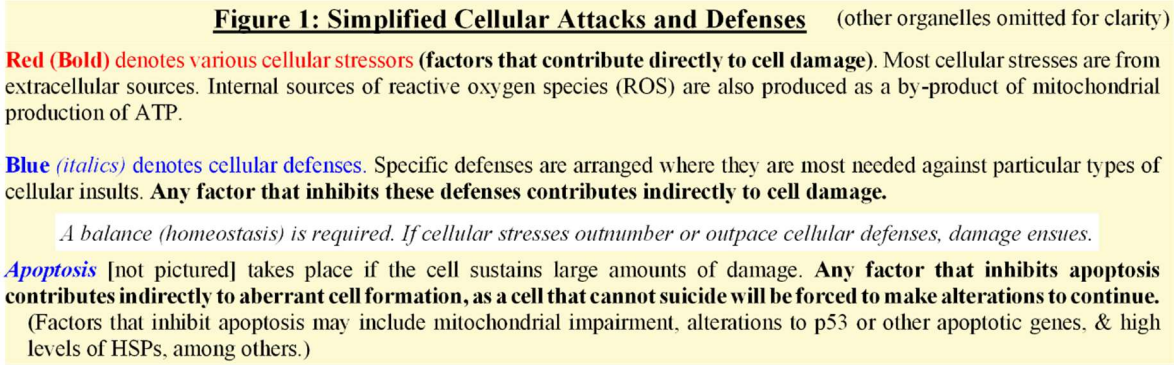 Figure 1: Simplified Cellular Attacks and Defenses (other organelles omitted for clarity)
Red (Bold) denotes various cellular stressors (factors that contribute directly to cell damage). Most cellular stresses are from
extracellular sources. Internal sources of reactive oxygen species (ROS) are also produced as a by-product of mitochondrial
production of ATP.
Blue (italics) denotes cellular defenses. Specific defenses are arranged where they are most needed against particular types of
cellular insults. Any factor that inhibits these defenses contributes indirectly to cell damage.
A balance (homeostasis) is required. If cellular stresses outnumber or outpace cellular defenses, damage ensues.
Apoptosis [not pictured] takes place if the cell sustains large amounts of damage. Any factor that inhibits apoptosis
contributes indirectly to aberrant cell formation, as a cell that cannot suicide will be forced to make alterations to continue.
(Factors that inhibit apoptosis may include mitochondrial impairment, alterations to p53 or other apoptotic genes, & high
levels of HSPs, among others.)